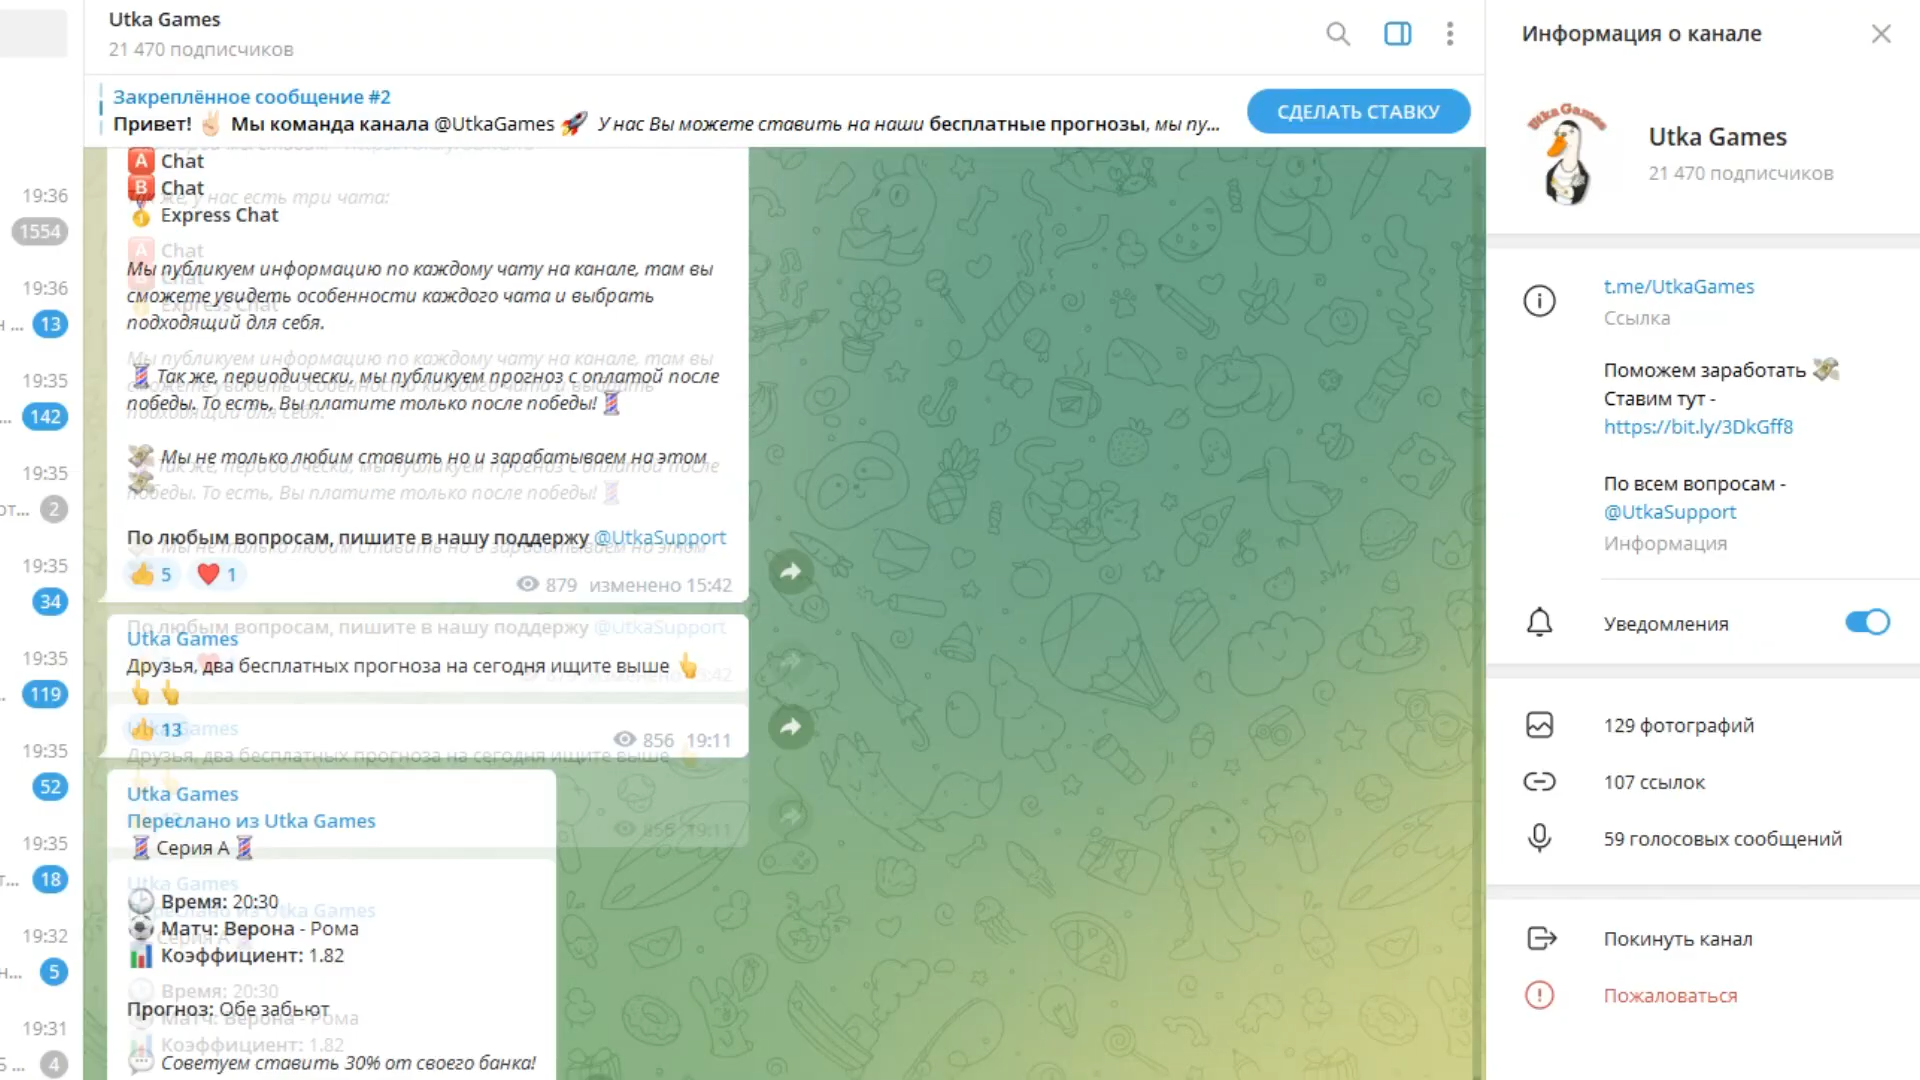 Utka Games
21 470 подписчиков
Закреплённое сообщение #2
Привет! ✌🏻 Мы команда канала @UtkaGames 🚀 У нас Вы можете ставить на наши бесплатные прогнозы, мы пу...
СДЕЛАТЬ СТАВКУ
19:36
1554
19:36
13
19:35
142
19:35
2
19:35
34
19:35
119
19:35
52
19:35
18
19:32
5
19:31
4
🅰 Chat
🅱 Chat
🥇 Express Chat
Мы публикуем информацию по каждому чату на канале, там вы
сможете увидеть особенности каждого чата и выбрать
подходящий для себя.
💈 Так же, периодически, мы публикуем прогноз с оплатой после
победы. То есть, Вы платите только после победы! 💈
💸 Мы не только любим ставить но и зарабатываем на этом
💸
По любым вопросам, пишите в нашу поддержу @UtkaSupport
👍 5 ❤️ 1
879 изменено 15:42
Utka Games
Друзья, два бесплатных прогноза на сегодня ищите выше 👆
👆 👆
👍 13
856 19:11
Utka Games
Переслано из Utka Games
💈 Серия А 💈
🕒 Время: 20:30
⚽ Матч: Верона - Рома
📊 Коэффициент: 1.82
Прогноз: Обе забьют
💬 Советуем ставить 30% от своего банка!
Информация о канале
Utka Games
Utka Games
21 470 подписчиков
t.me/UtkaGames
Ссылка
Поможем заработать 💸
Ставим тут -
https://bit.ly/3DkGff8
По всем вопросам -
@UtkaSupport
Информация
Уведомления
129 фотографий
107 ссылок
59 голосовых сообщений
Покинуть канал
Пожаловаться